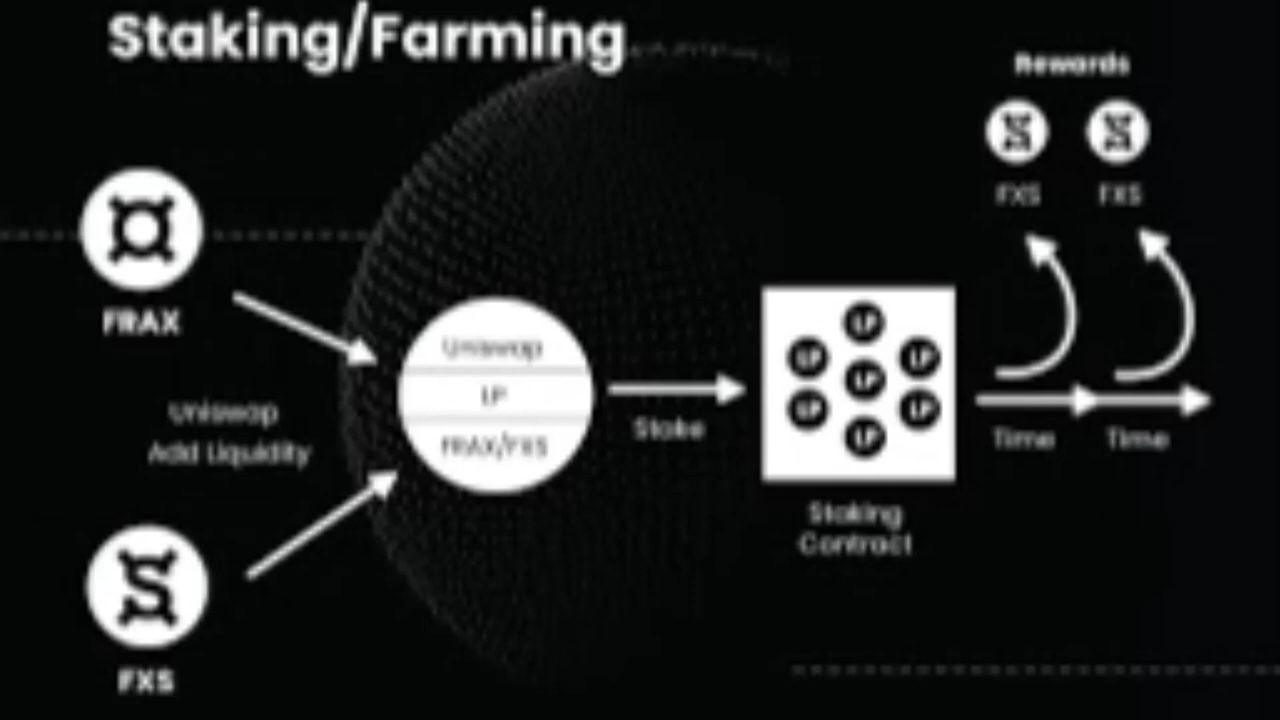 Staking/Farming
Rewards
FXS FXS
FRAX
Uniswap
Add Liquidity
FXS
Uniswap
LP
FRAX/FXS
Stake
LP
LP LP
LP
LP LP
LP
Staking
Contract
Time Time